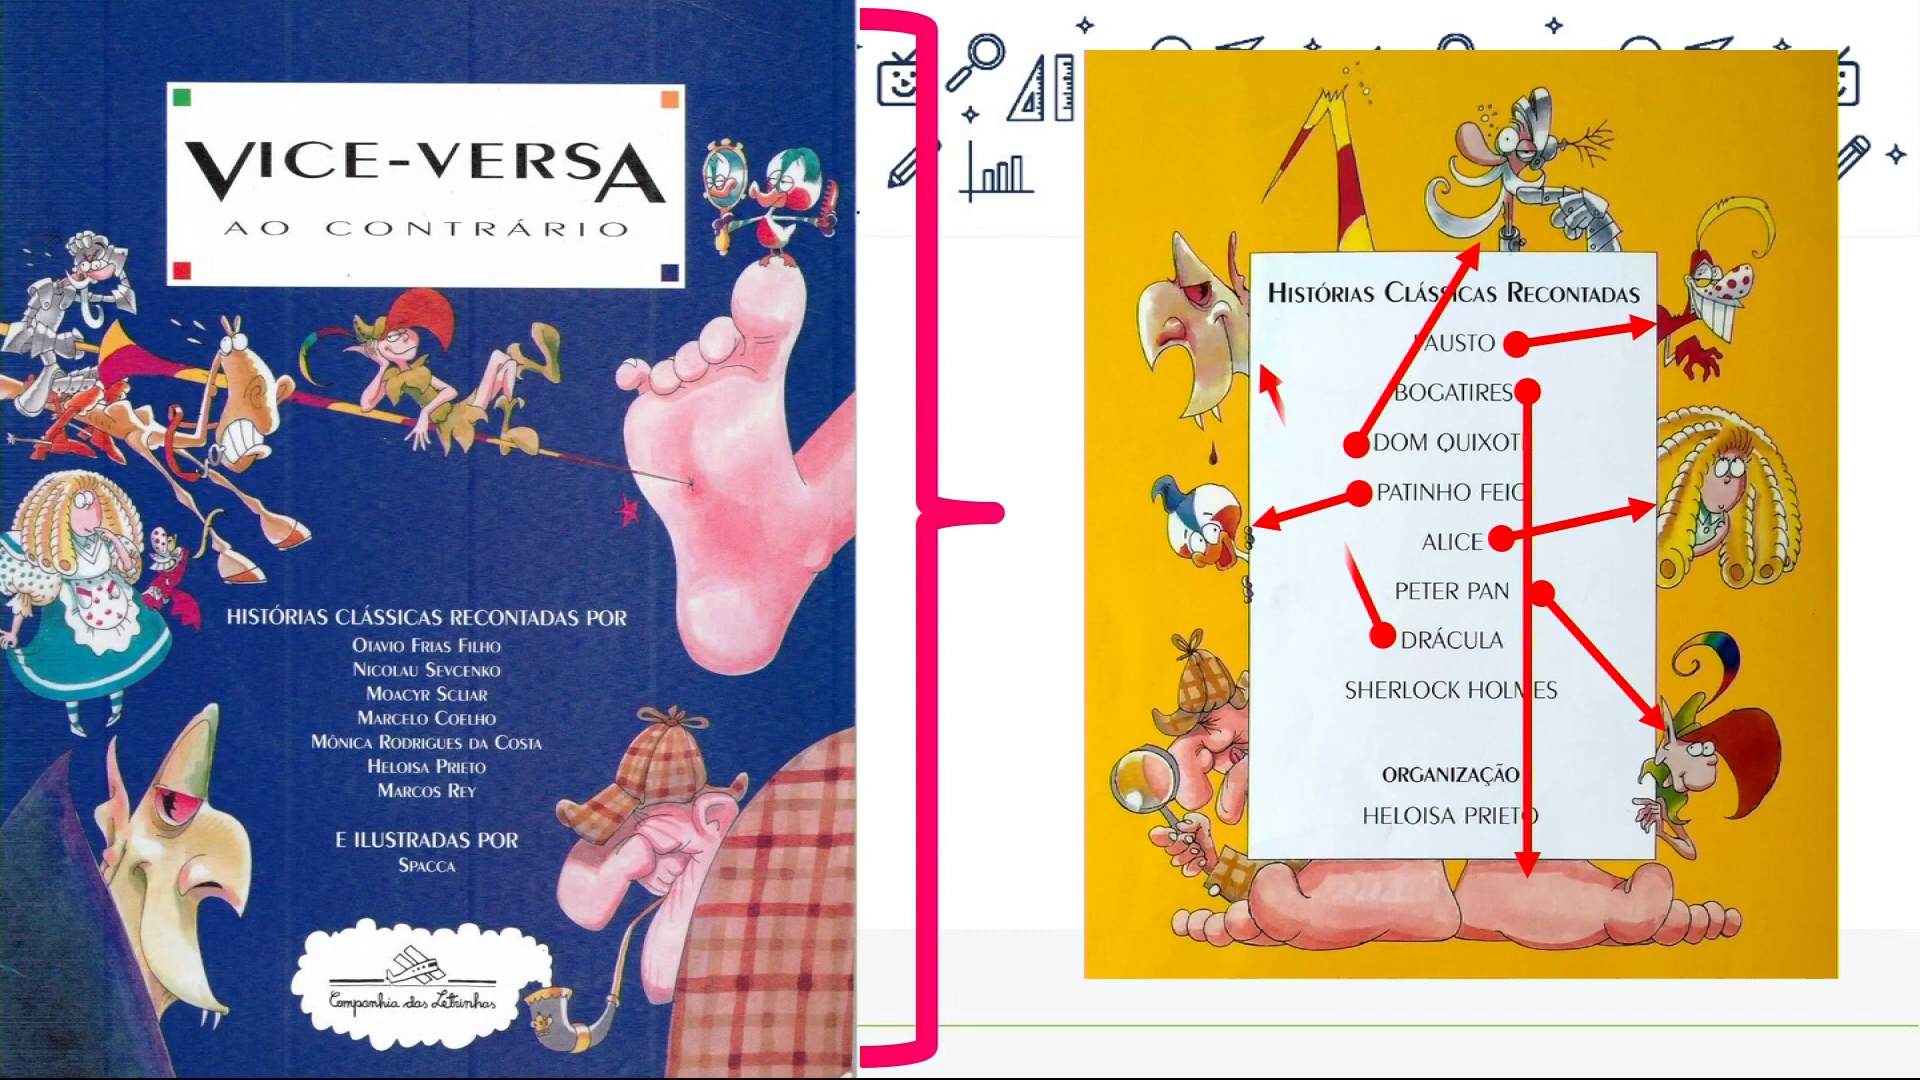 VICE-VERSA
AO CONTRÁRIO
HISTÓRIAS CLÁSSICAS RECONTADAS POR
OTAVIO FRIAS FILHO
NICOLAU SEVCENKO
MOACYR SCLIAR
MARCELO COELHO
MÔNICA RODRIGUES DA COSTA
HELOISA PRIETO
MARCOS REY
E ILUSTRADAS POR
SPACCA
Companhia das Letrinhas
HISTÓRIAS CLÁSSICAS RECONTADAS
FAUSTO
BOGATIRES
DOM QUIXOTE
PATINHO FEIO
ALICE
PETER PAN
DRÁCULA
SHERLOCK HOLMES
ORGANIZAÇÃO
HELOISA PRIETO